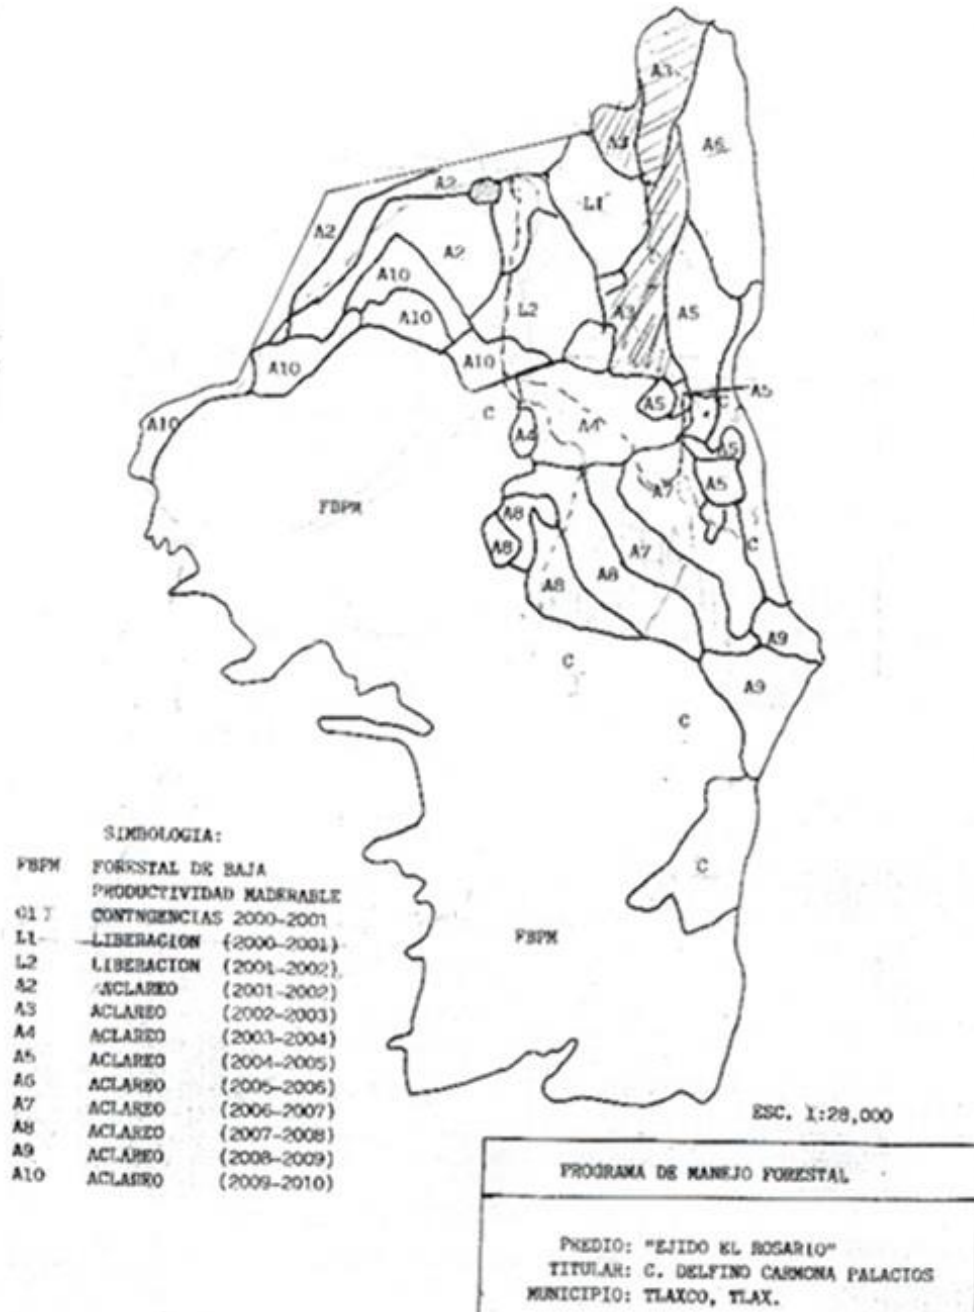 A3
A3
A6
A2
L1
A2
A2
A10
L2
A3
A5
A10
A10
A10
A5
A5
C
C
A10
A4
A4
A5
A5
A7
FBPM
A8
A8
A7
A8
A8
C
A9
C
A9
C
C
FBPM
SIMBOLOGIA:
FBPM FORESTAL DE BAJA
PRODUCTIVIDAD MADERABLE
CONTNGENCIAS 2000-2001
L1 LIBERACION (2000-2001)
L2 LIBERACION (2001-2002)
A2 ACLAREO (2001-2002)
A3 ACLAREO (2002-2003)
A4 ACLAREO (2003-2004)
A5 ACLAREO (2004-2005)
A6 ACLAREO (2005-2006)
A7 ACLAREO (2006-2007)
A8 ACLAREO (2007-2008)
A9 ACLAREO (2008-2009)
A10 ACLAREO (2009-2010)
ESC. 1:28,000
PROGRAMA DE MANEJO FORESTAL
PREDIO: "EJIDO EL ROSARIO"
TITULAR: C. DELFINO CARMONA PALACIOS
MUNICIPIO: TLAXCO, TLAX.